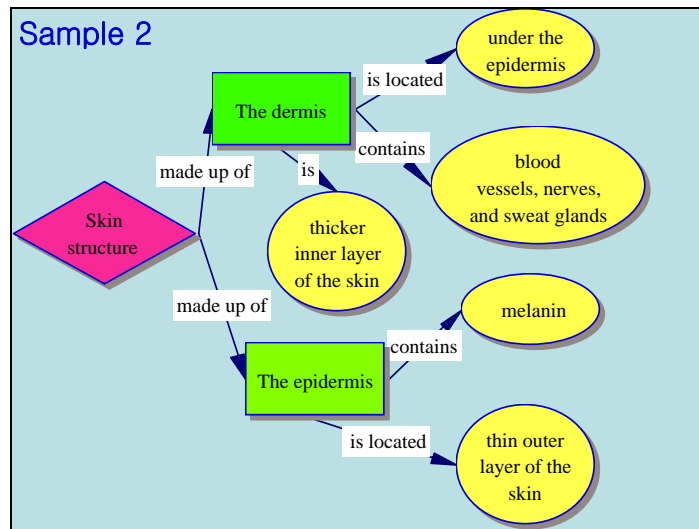 Sample 2
under the
epidermis
is located
The dermis
contains
blood
vessels, nerves,
and sweat glands
made up of
is
Skin
structure
thicker
inner layer
of the skin
made up of
melanin
contains
The epidermis
is located
thin outer
layer of the
skin